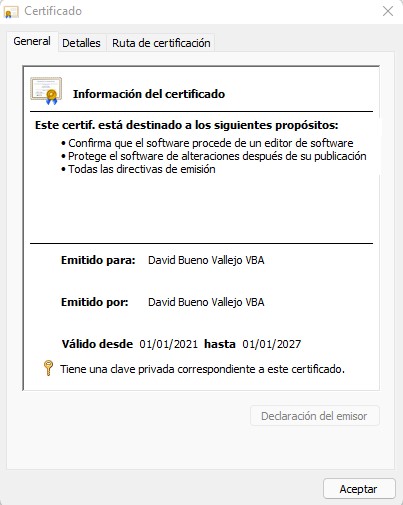 Certificado
General Detalles Ruta de certificación
Información del certificado
Este certif. está destinado a los siguientes propósitos:
• Confirma que el software procede de un editor de software
• Protege el software de alteraciones después de su publicación
• Todas las directivas de emisión
Emitido para: David Bueno Vallejo VBA
Emitido por: David Bueno Vallejo VBA
Válido desde 01/01/2021 hasta 01/01/2027
Tiene una clave privada correspondiente a este certificado.
Declaración del emisor
Aceptar